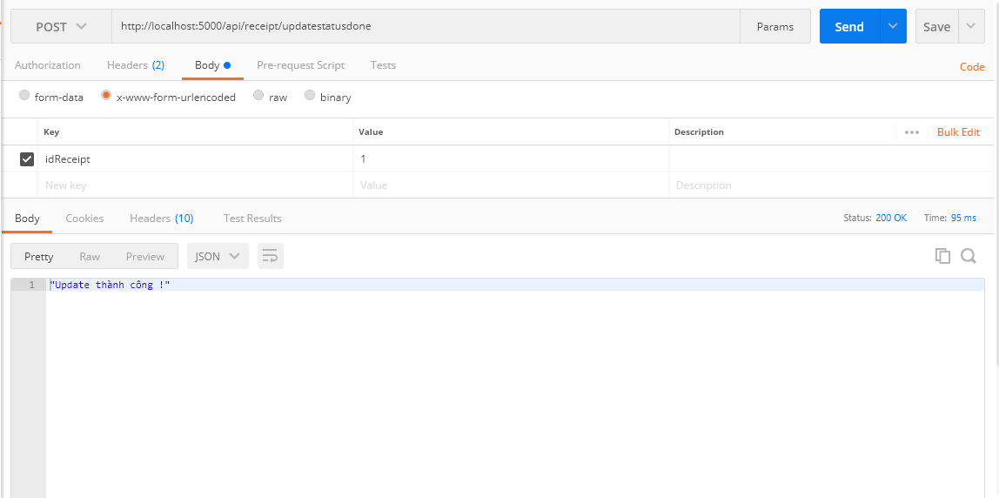 POST http://localhost:5000/api/receipt/updatestatusdone Params Send Save
Authorization Headers (2) Body Pre-request Script Tests Code
form-data x-www-form-urlencoded raw binary
Key Value Description Bulk Edit
idReceipt 1
New key Value Description
Body Cookies Headers (10) Test Results Status: 200 OK Time: 95 ms
Pretty Raw Preview JSON
1 "Update thành công !"